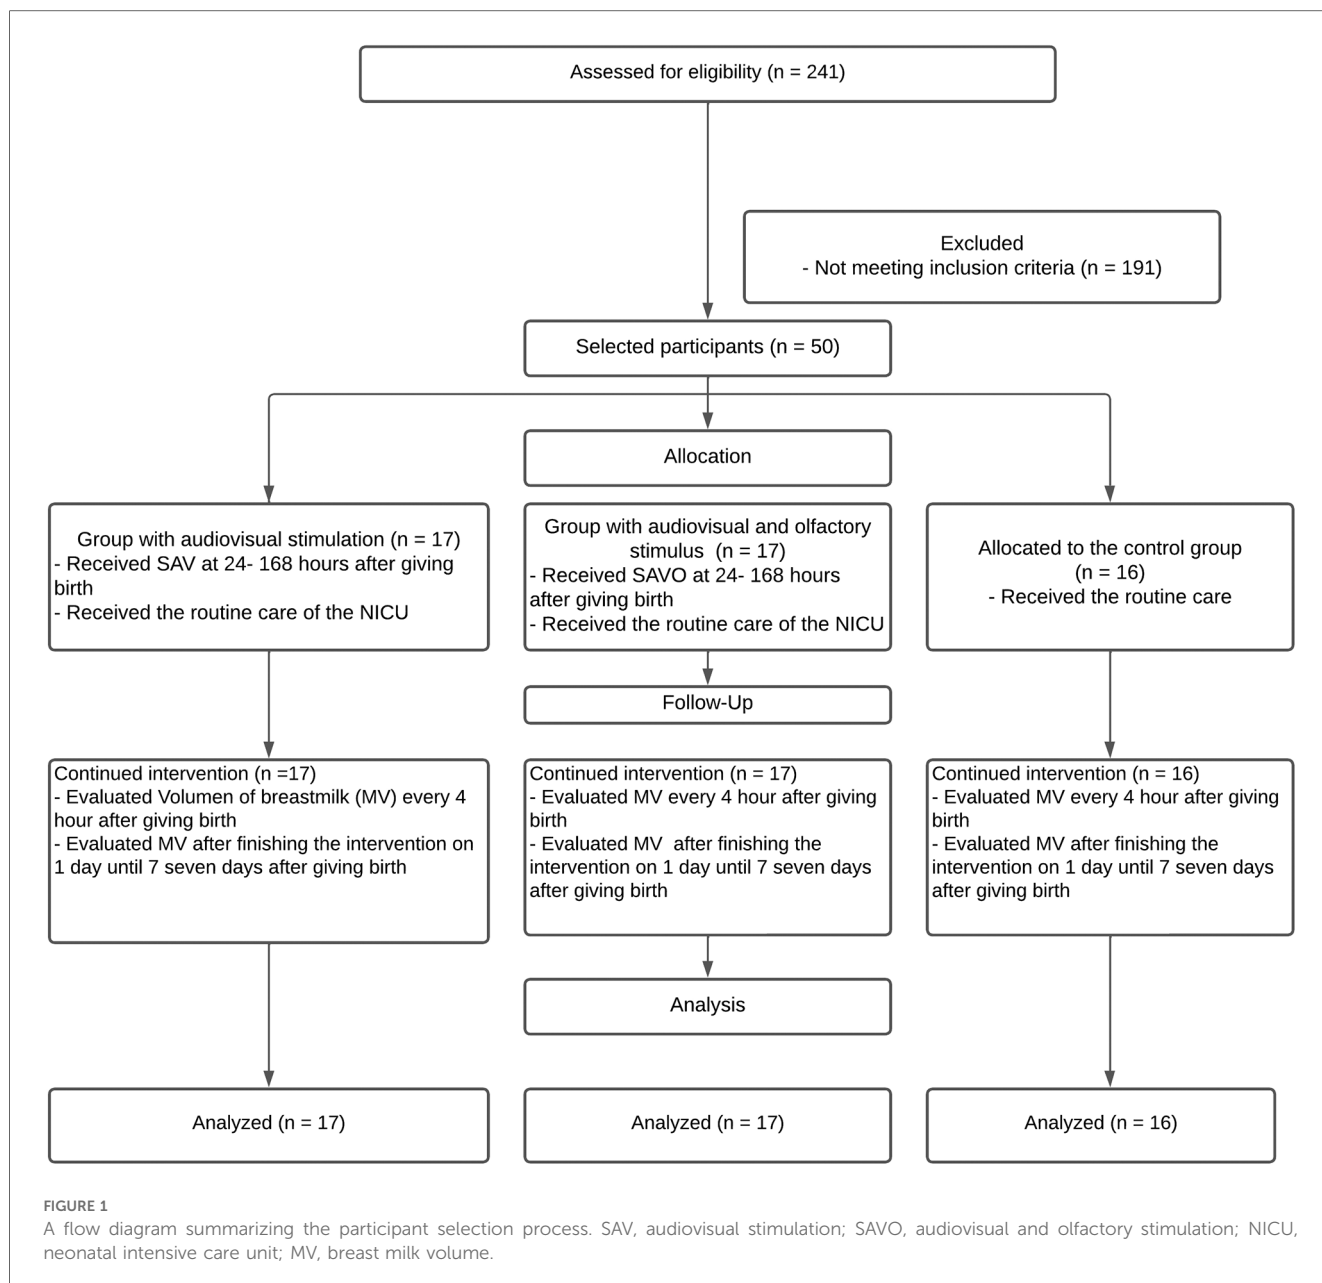 Assessed for eligibility (n = 241)
Excluded
- Not meeting inclusion criteria (n = 191)
Selected participants (n = 50)
Allocation
Group with audiovisual stimulation (n = 17)
- Received SAV at 24- 168 hours after giving
birth
- Received the routine care of the NICU
Group with audiovisual and olfactory
stimulus (n = 17)
- Received SAVO at 24- 168 hours
after giving birth
- Received the routine care of the NICU
Allocated to the control group
(n = 16)
- Received the routine care
Follow-Up
Continued intervention (n =17)
- Evaluated Volumen of breastmilk (MV) every 4
hour after giving birth
- Evaluated MV after finishing the intervention on
1 day until 7 seven days after giving birth
Continued intervention (n = 17)
- Evaluated MV every 4 hour after giving
birth
- Evaluated MV after finishing the
intervention on 1 day until 7 seven days
after giving birth
Continued intervention (n = 16)
- Evaluated MV every 4 hour after giving
birth
- Evaluated MV after finishing the
intervention on 1 day until 7 seven days
after giving birth
Analysis
Analyzed (n = 17)
Analyzed (n = 17)
Analyzed (n = 16)
FIGURE 1
A flow diagram summarizing the participant selection process. SAV, audiovisual stimulation; SAVO, audiovisual and olfactory stimulation; NICU,
neonatal intensive care unit; MV, breast milk volume.